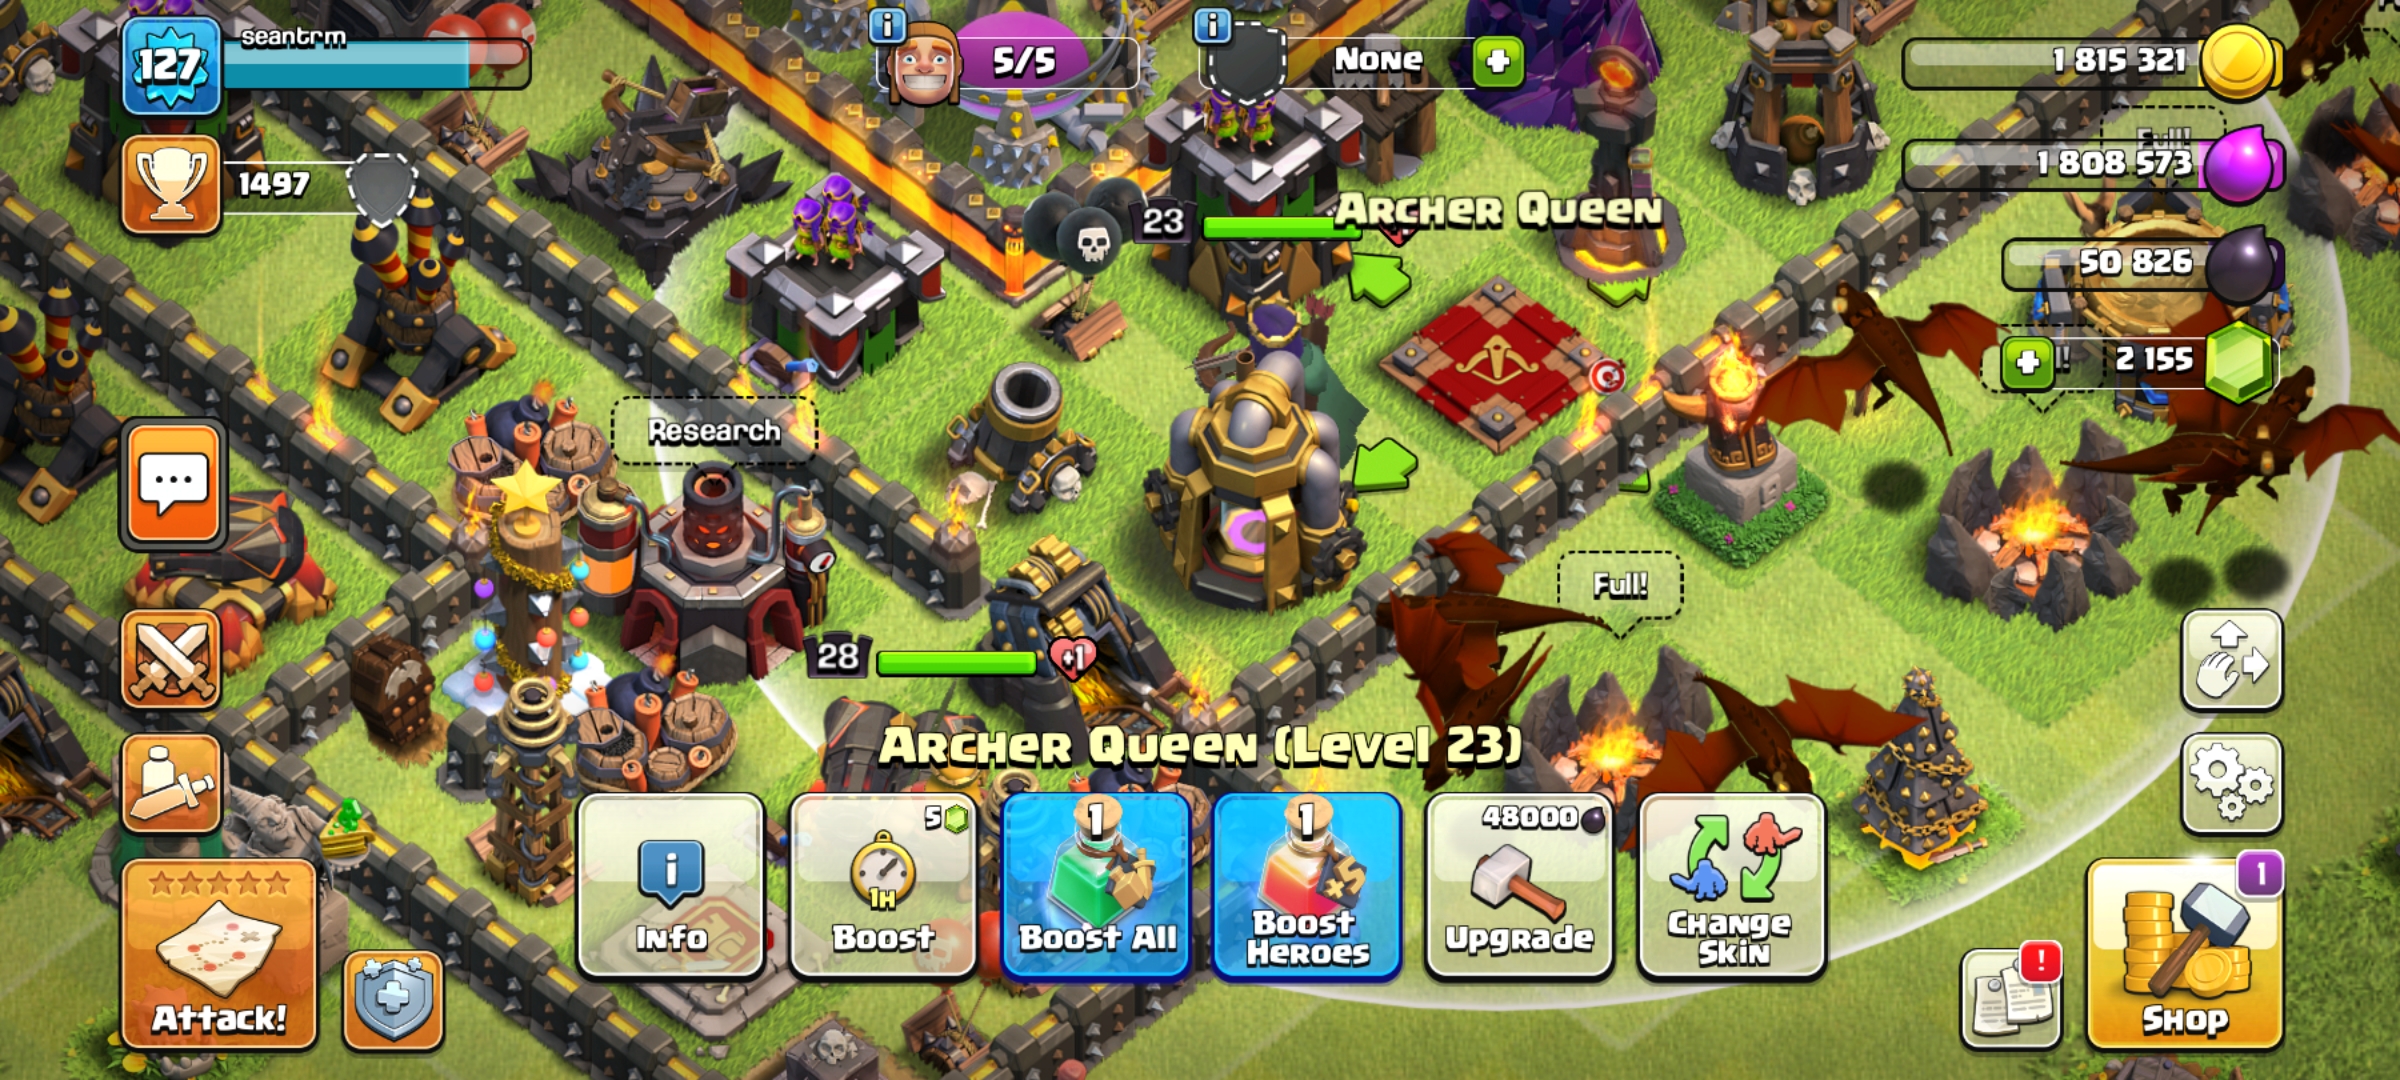 127
seantrm
5/5
None
1 815 321
Full!
1 808 573
1497
23
Archer Queen
50 826
2 155
Research
Full!
28
+1
Archer Queen (Level 23)
5
1
1
48000
i
1H
+5
Info
Boost
Boost All
Boost
Heroes
Upgrade
Change
Skin
Attack!
!
1
Shop